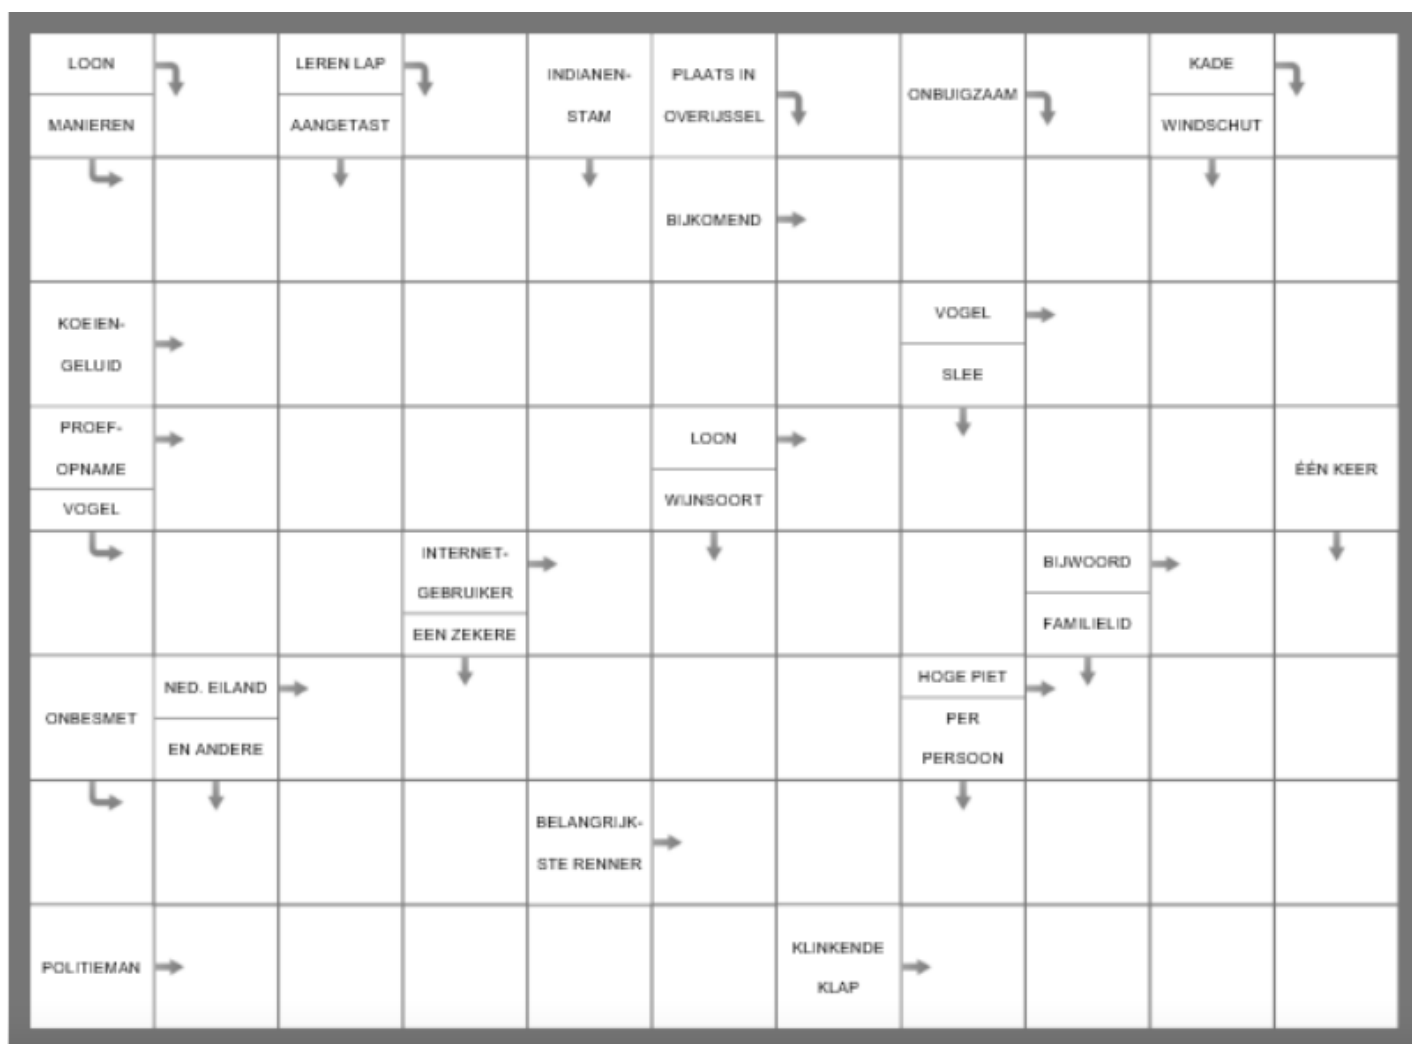 LOON
MANIEREN
LEREN LAP
AANGETAST
INDIANEN-
STAM
PLAATS IN
OVERIJSSEL
ONBUIGZAAM
KADE
WINDSCHUT
BIJKOMEND
KOEIEN-
GELUID
VOGEL
SLEE
PROEF-
OPNAME
VOGEL
LOON
WIJNSOORT
ÉÉN KEER
INTERNET-
GEBRUIKER
EEN ZEKERE
BIJWOORD
FAMILIELID
ONBESMET
NED. EILAND
EN ANDERE
HOGE PIET
PER
PERSOON
BELANGRIJK-
STE RENNER
POLITIEMAN
KLINKENDE
KLAP